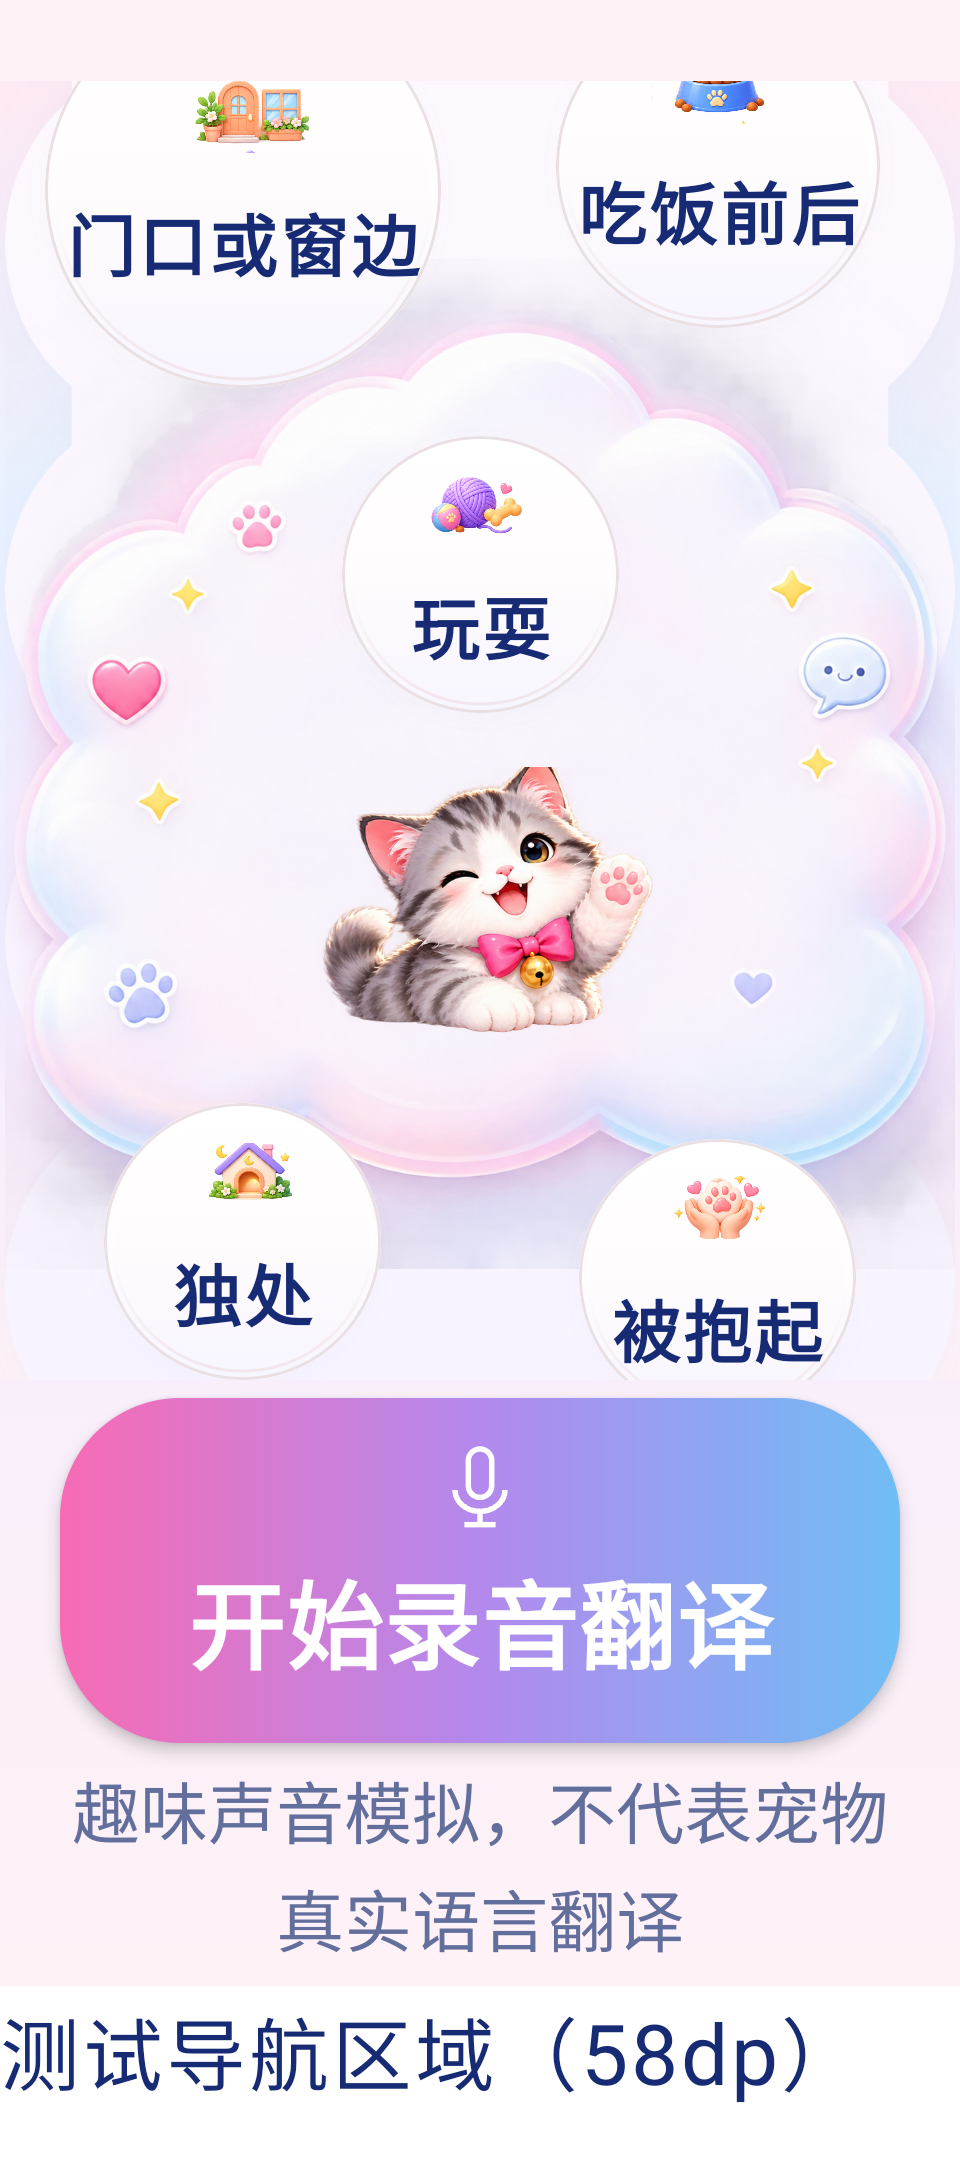 门口或窗边
吃饭前后
玩耍
独处
被抱起
开始录音翻译
趣味声音模拟，不代表宠物
真实语言翻译
测试导航区域（58dp）